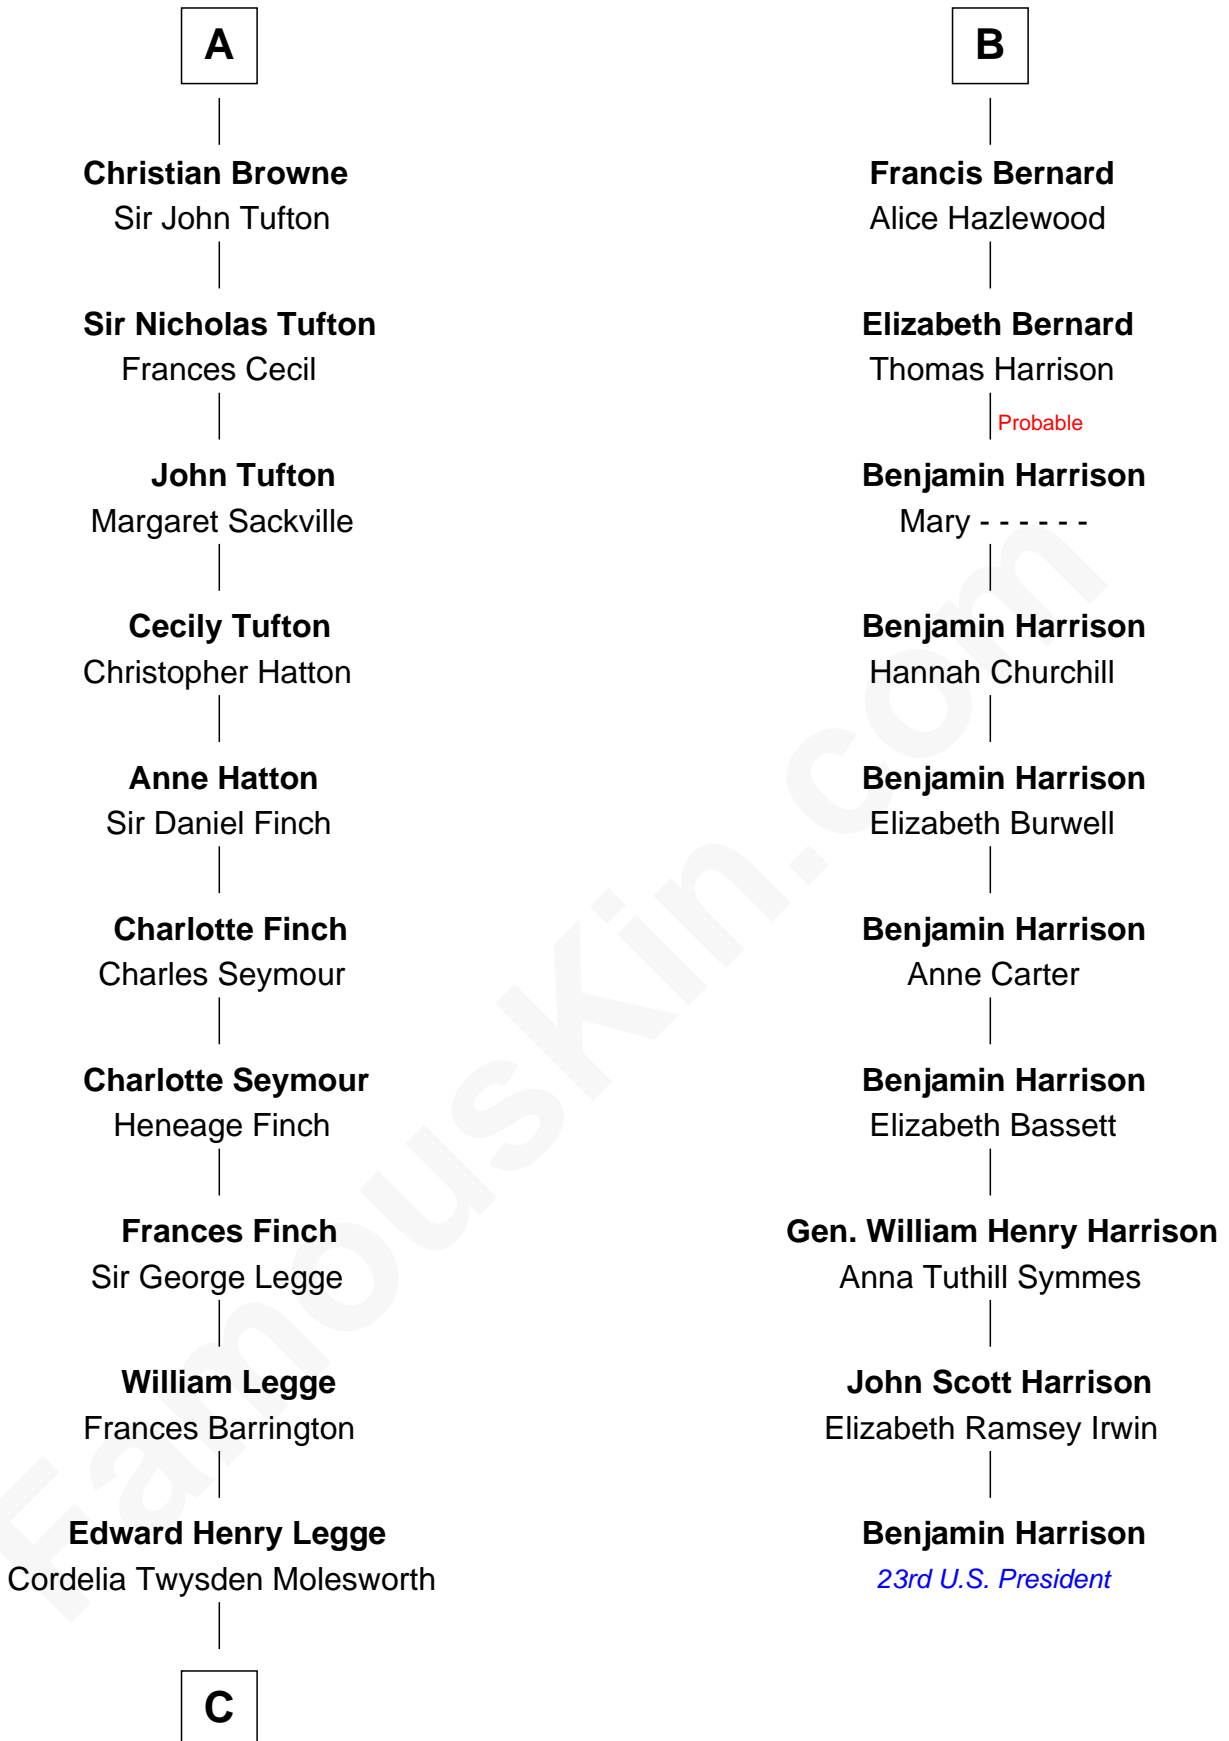 A
Christian Browne
Sir John Tufton
Sir Nicholas Tufton
Frances Cecil
John Tufton
Margaret Sackville
Cecily Tufton
Christopher Hatton
Anne Hatton
Sir Daniel Finch
Charlotte Finch
Charles Seymour
Charlotte Seymour
Heneage Finch
Frances Finch
Sir George Legge
William Legge
Frances Barrington
Edward Henry Legge
Cordelia Twysden Molesworth
C
B
Francis Bernard
Alice Hazlewood
Elizabeth Bernard
Thomas Harrison
Probable
Benjamin Harrison
Mary - - - - - -
Benjamin Harrison
Hannah Churchill
Benjamin Harrison
Elizabeth Burwell
Benjamin Harrison
Anne Carter
Benjamin Harrison
Elizabeth Bassett
Gen. William Henry Harrison
Anna Tuthill Symmes
John Scott Harrison
Elizabeth Ramsey Irwin
Benjamin Harrison
23rd U.S. President
FamousKin.com